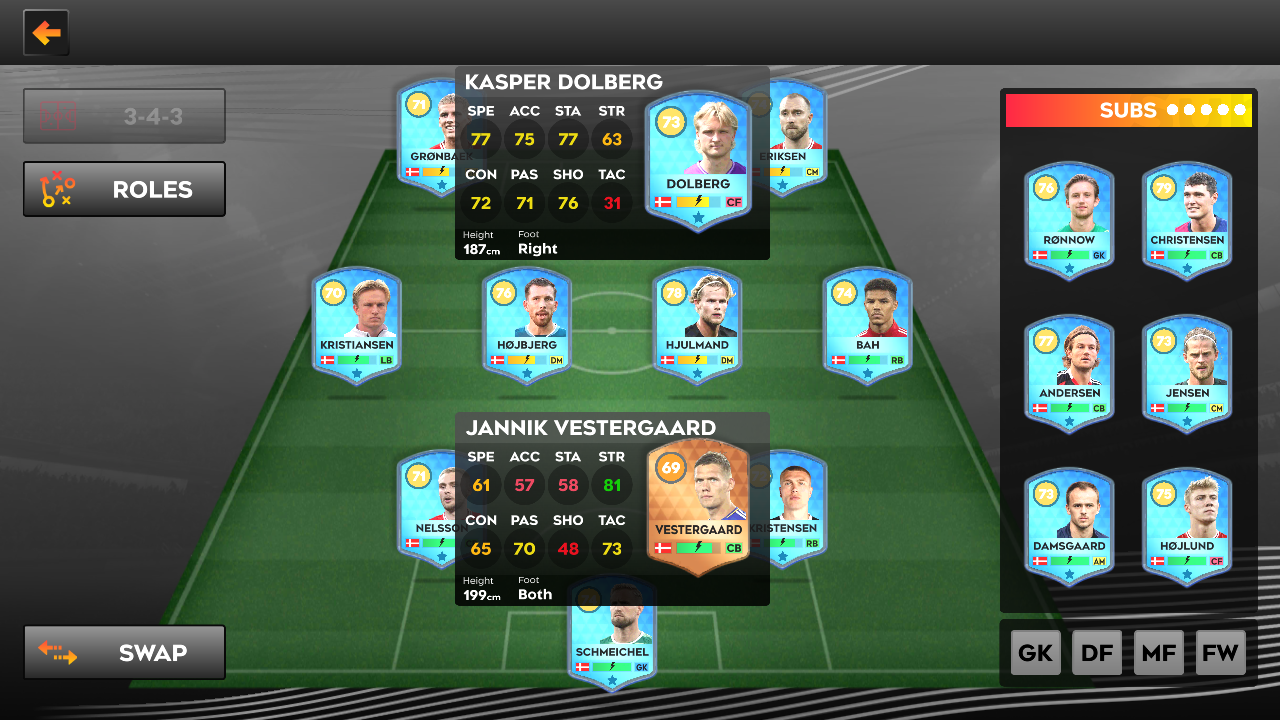 KASPER DOLBERG
SPE ACC STA STR
77 75 77 63
CON PAS SHO TAC
72 71 76 31
Height Foot
187cm Right
73
DOLBERG
CF
3-4-3
ROLES
71
GRØNBAEK
ERIKSEN
CM
SUBS
76
RØNNOW
GK
79
CHRISTENSEN
CB
70
KRISTIANSEN
LB
76
HØJBJERG
DM
78
HJULMAND
DM
74
BAH
RB
77
ANDERSEN
CB
73
JENSEN
CM
JANNIK VESTERGAARD
SPE ACC STA STR
61 57 58 81
CON PAS SHO TAC
65 70 48 73
Height Foot
199cm Both
69
VESTERGAARD
CB
71
NELSSO
KRISTENSEN
RB
73
DAMSGAARD
AM
75
HØJLUND
CF
SCHMEICHEL
GK
SWAP
GK DF MF FW